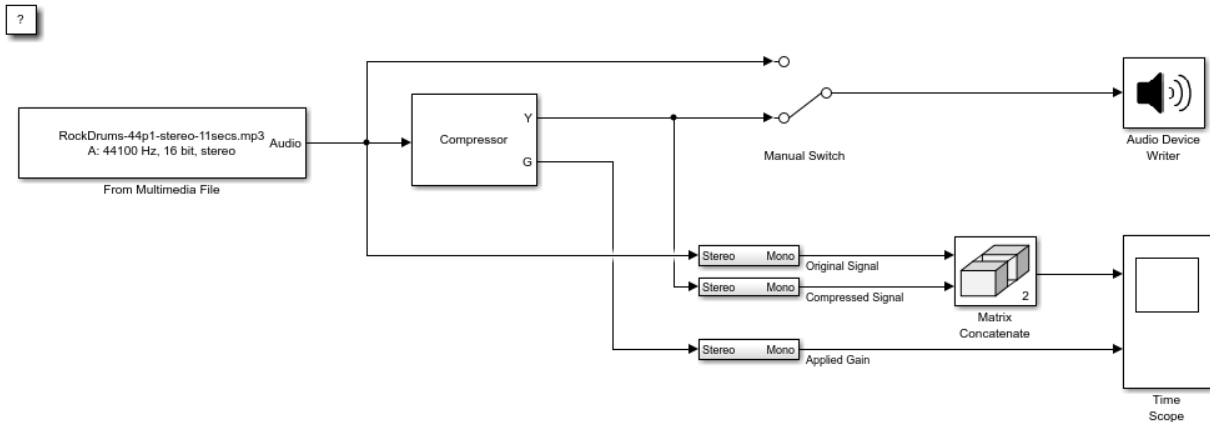 ?
RockDrums-44p1-stereo-11secs.mp3
A: 44100 Hz, 16 bit, stereo
Audio
From Multimedia File
Compressor
Y
G
Manual Switch
Audio Device
Writer
Stereo Mono
Original Signal
Stereo Mono
Compressed Signal
2
Matrix
Concatenate
Stereo Mono
Applied Gain
Time
Scope